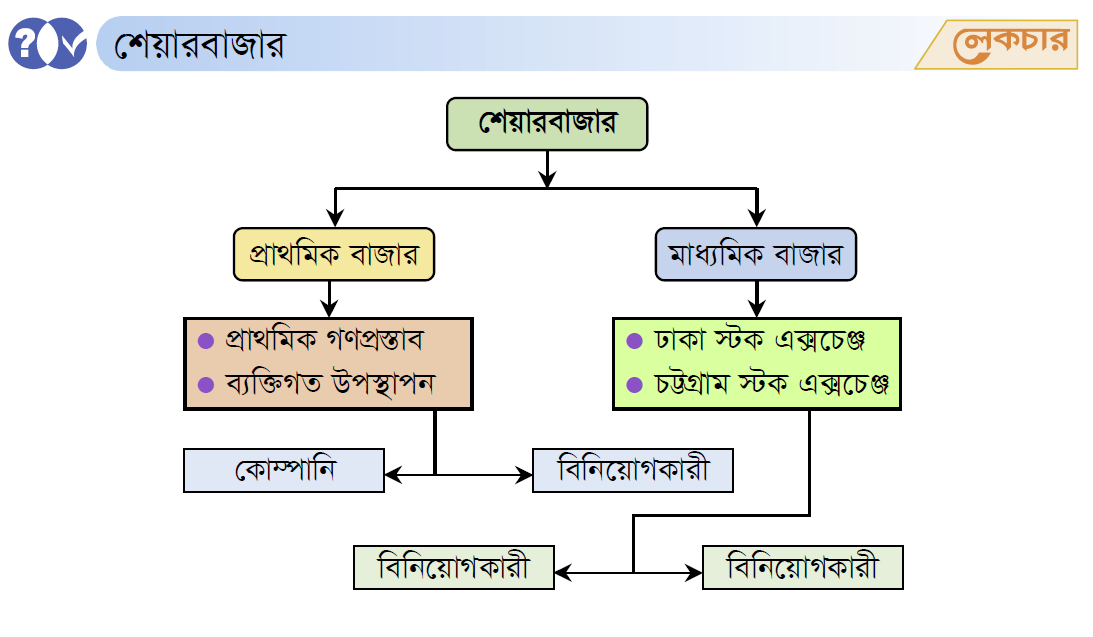 শেয়ারবাজার
লেকচার
শেয়ারবাজার
প্রাথমিক বাজার
মাধ্যমিক বাজার
প্রাথমিক গণপ্রস্তাব
ব্যক্তিগত উপস্থাপন
ঢাকা স্টক এক্সচেঞ্জ
চট্টগ্রাম স্টক এক্সচেঞ্জ
কোম্পানি
বিনিয়োগকারী
বিনিয়োগকারী
বিনিয়োগকারী